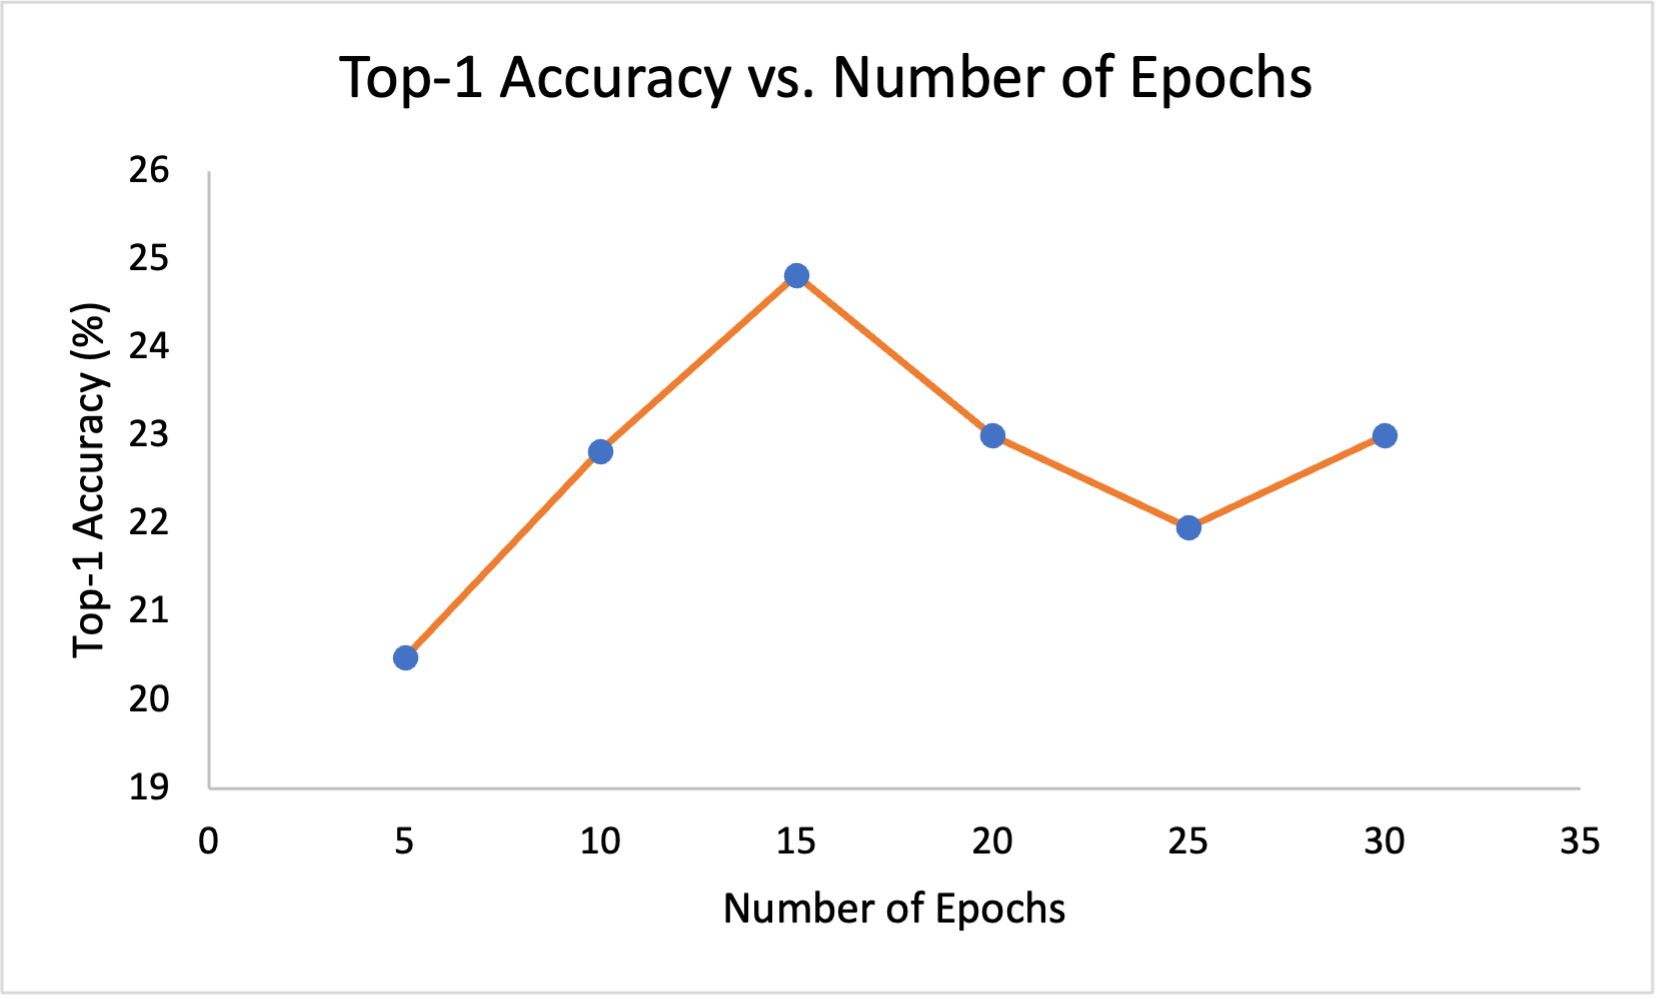 Top-1 Accuracy vs. Number of Epochs
Top-1 Accuracy (%)
26
25
24
23
22
21
20
19
0 5 10 15 20 25 30 35
Number of Epochs